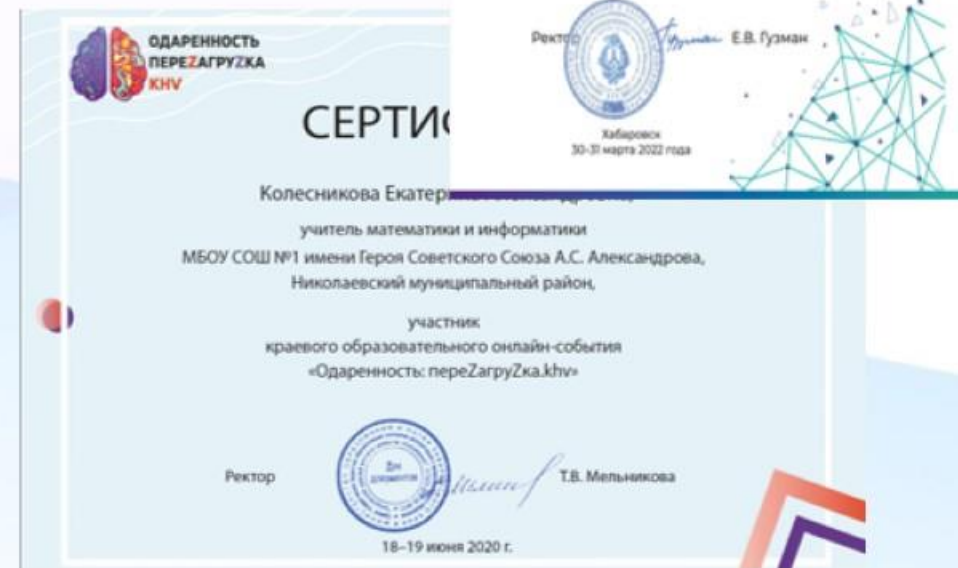 Ректор Е.В. Гузман
Хабаровск
30-31 марта 2022 года
ОДАРЕННОСТЬ
ПЕРЕZАГРУZКА
KHV
СЕРТИ
Колесникова Екатер
учитель математики и информатики
МБОУ СОШ №1 имени Героя Советского Союза А.С. Александрова,
Николаевский муниципальный район,
участник
краевого образовательного онлайн-события
«Одаренность: переZагруZка.khv»
Ректор Т.В. Мельникова
Для
документов
18–19 июня 2020 г.